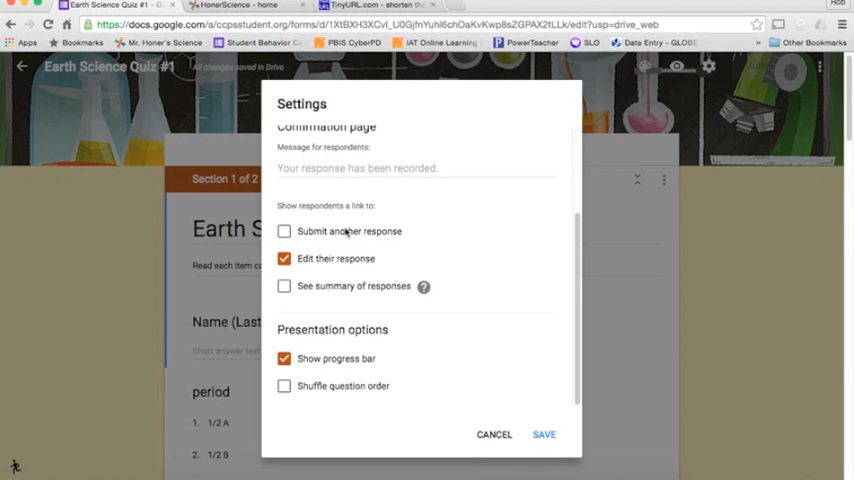 Earth Science Quiz #1 - G
HonerScience - home
TinyURL.com - shorten tha
Rob
https://docs.google.com/a/ccpsstudent.org/forms/d/1XtBXH3XCvI_U0GjfnYuhl6chOaKvKwp8sZGPAX2tLLk/edit?usp=drive_web
Apps Bookmarks Mr. Honer's Science Student Behavior Ge PBIS CyberPD IAT Online Learning PowerTeacher SLO Data Entry - GLOBE » Other Bookmarks
Earth Science Quiz #1 All changes saved in Drive
Settings
Confirmation page
Message for respondents:
Your response has been recorded.
Section 1 of 2
Show respondents a link to:
Earth S
Submit another response
Edit their response
Read each item ca
See summary of responses ?
Name (Last
Presentation options
Short answer text
Show progress bar
period
Shuffle question order
1. 1/2 A
CANCEL SAVE
2. 1/2 B